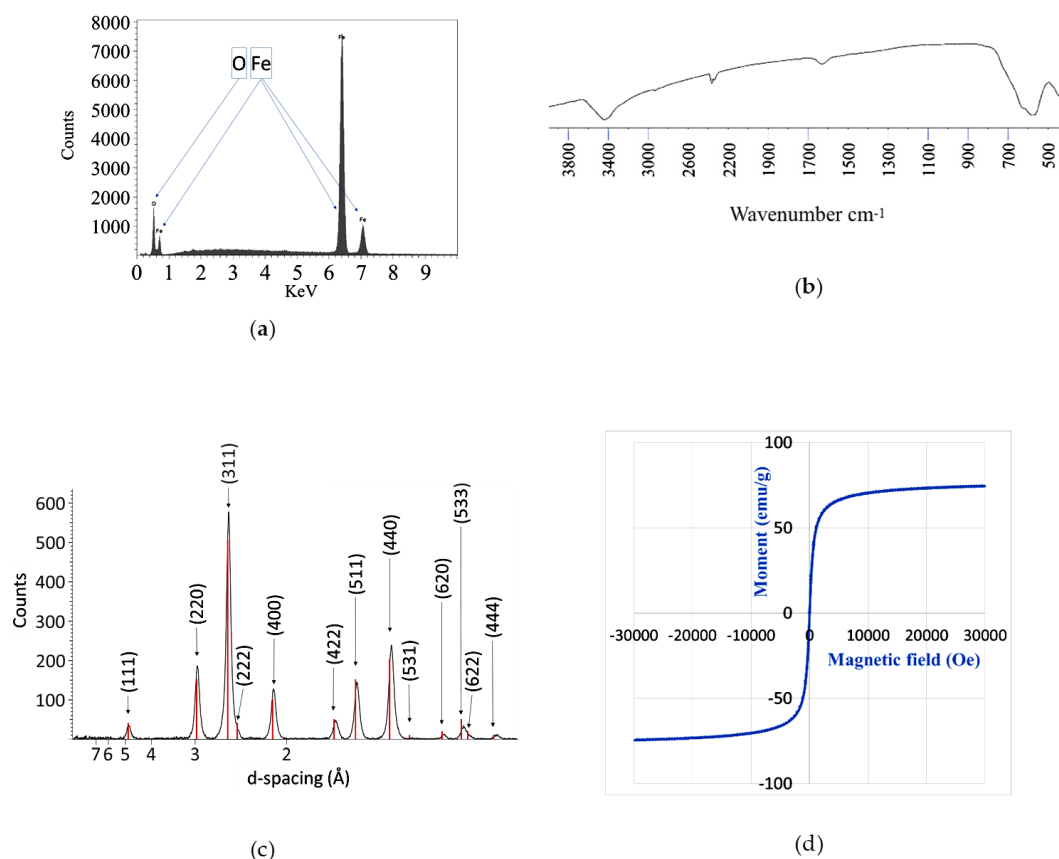 8000
7000
6000
5000
4000
3000
2000
1000
Counts
O Fe
Fe
O
Fe
Fe
0 1 2 3 4 5 6 7 8 9
KeV
(a)
3800 3400 3000 2600 2200 1900 1700 1500 1300 1100 900 700 500
Wavenumber cm-1
(b)
600
500
400
300
200
100
Counts
(111) (220) (311) (222) (400) (422) (511) (440) (531) (620) (533) (622) (444)
7 6 5 4 3 2
d-spacing (Å)
(c)
100
50
0
-50
-100
Moment (emu/g)
-30000 -20000 -10000 0 10000 20000 30000
Magnetic field (Oe)
(d)